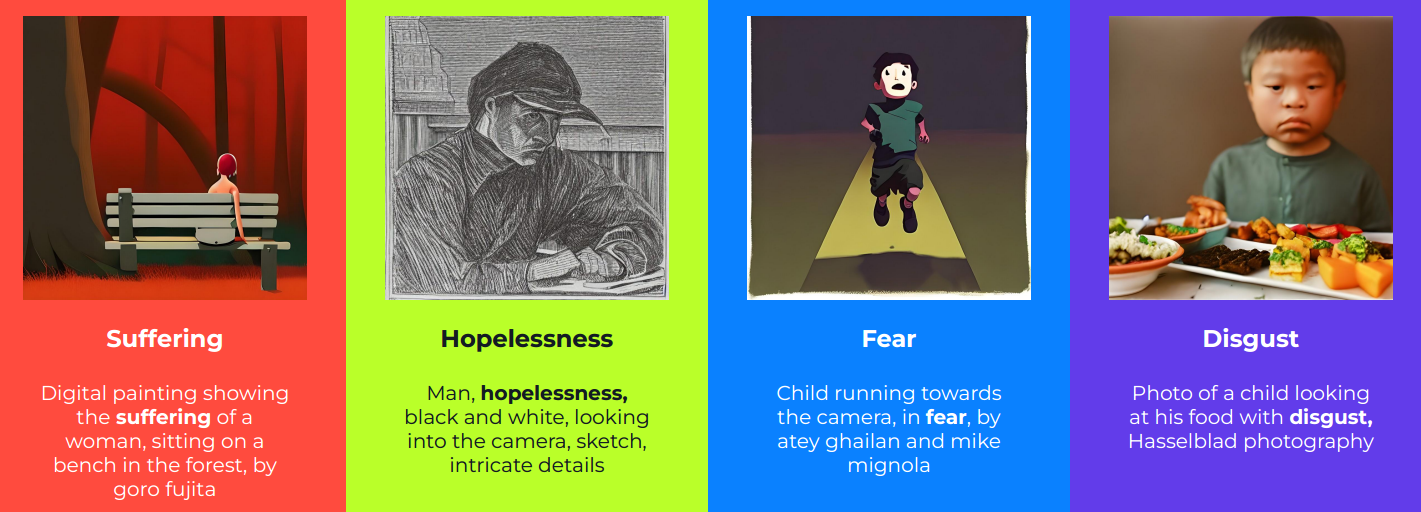 Suffering
Digital painting showing
the suffering of a
woman, sitting on a
bench in the forest, by
goro fujita
Hopelessness
Man, hopelessness,
black and white, looking
into the camera, sketch,
intricate details
Fear
Child running towards
the camera, in fear, by
atey ghailan and mike
mignola
Disgust
Photo of a child looking
at his food with disgust,
Hasselblad photography